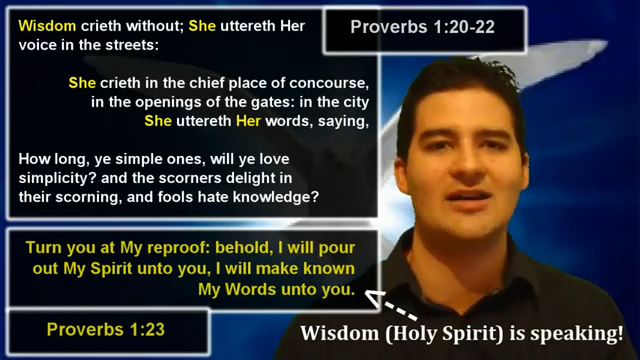 Wisdom crieth without; She uttereth Her
voice in the streets:
Proverbs 1:20-22
She crieth in the chief place of concourse,
in the openings of the gates: in the city
She uttereth Her words, saying,
How long, ye simple ones, will ye love
simplicity? and the scorners delight in
their scorning, and fools hate knowledge?
Turn you at My reproof: behold, I will pour
out My Spirit unto you, I will make known
My Words unto you.
Proverbs 1:23
Wisdom (Holy Spirit) is speaking!